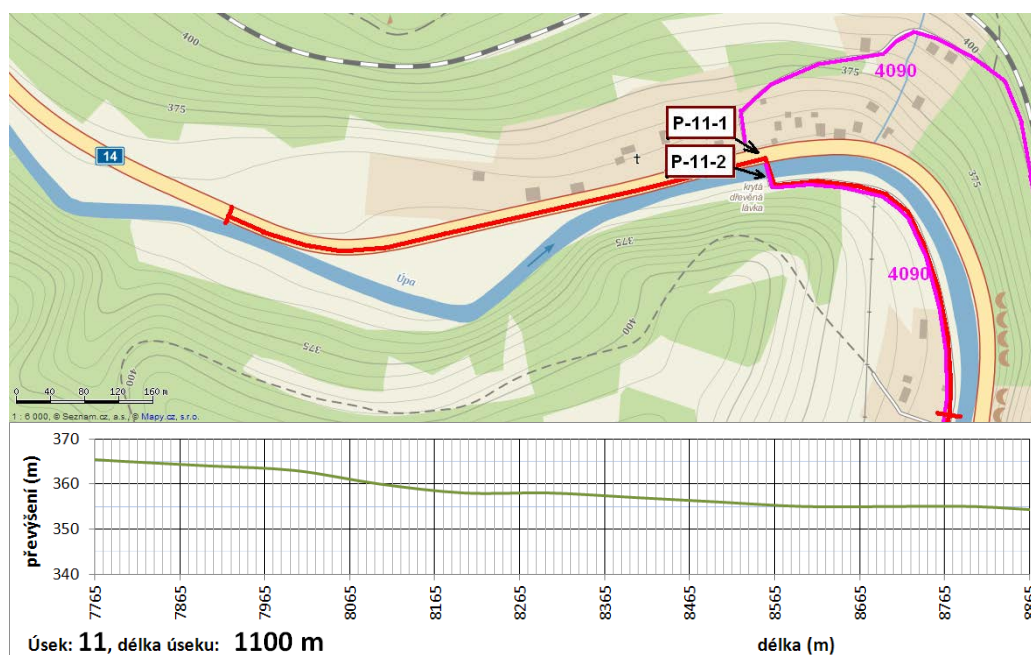 400
400
375
4090
P-11-1
14
P-11-2
375
krytá
dřevěná
lávka
375
Úpa
4090
400
375
400
0 40 80 120 160 m
1 : 6 000, © Seznam.cz, a.s., © Mapy.cz, s.r.o.
převýšení (m)
370
360
350
340
7765 7865 7965 8065 8165 8265 8365 8465 8565 8665 8765 8865
Úsek: 11, délka úseku: 1100 m
délka (m)
375